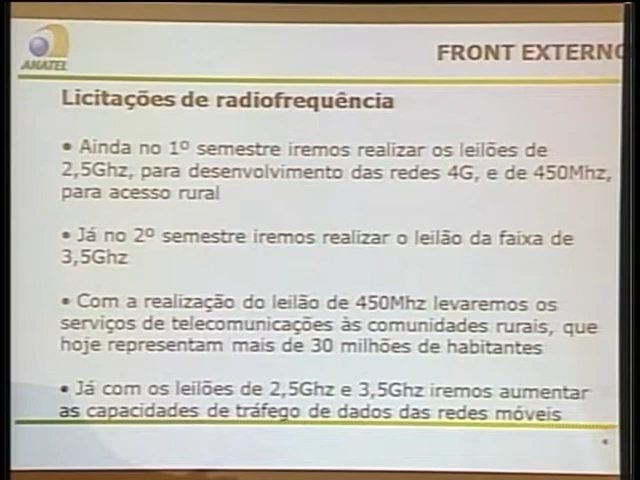 ANATEL
FRONT EXTERNO
Licitações de radiofrequência
• Ainda no 1º semestre iremos realizar os leilões de
2,5Ghz, para desenvolvimento das redes 4G, e de 450Mhz,
para acesso rural
• Já no 2º semestre iremos realizar o leilão da faixa de
3,5Ghz
• Com a realização do leilão de 450Mhz levaremos os
serviços de telecomunicações às comunidades rurais, que
hoje representam mais de 30 milhões de habitantes
• Já com os leilões de 2,5Ghz e 3,5Ghz iremos aumentar
as capacidades de tráfego de dados das redes móveis